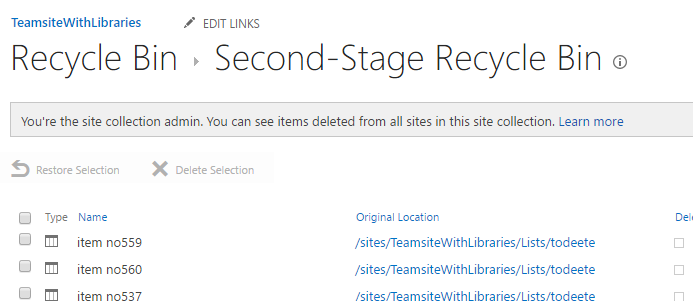 TeamsiteWithLibraries EDIT LINKS
Recycle Bin ▸ Second-Stage Recycle Bin
You're the site collection admin. You can see items deleted from all sites in this site collection. Learn more
Restore Selection Delete Selection
Type Name Original Location Dele
item no559 /sites/TeamsiteWithLibraries/Lists/todeete
item no560 /sites/TeamsiteWithLibraries/Lists/todeete
item no537 /sites/TeamsiteWithLibraries/Lists/todeete